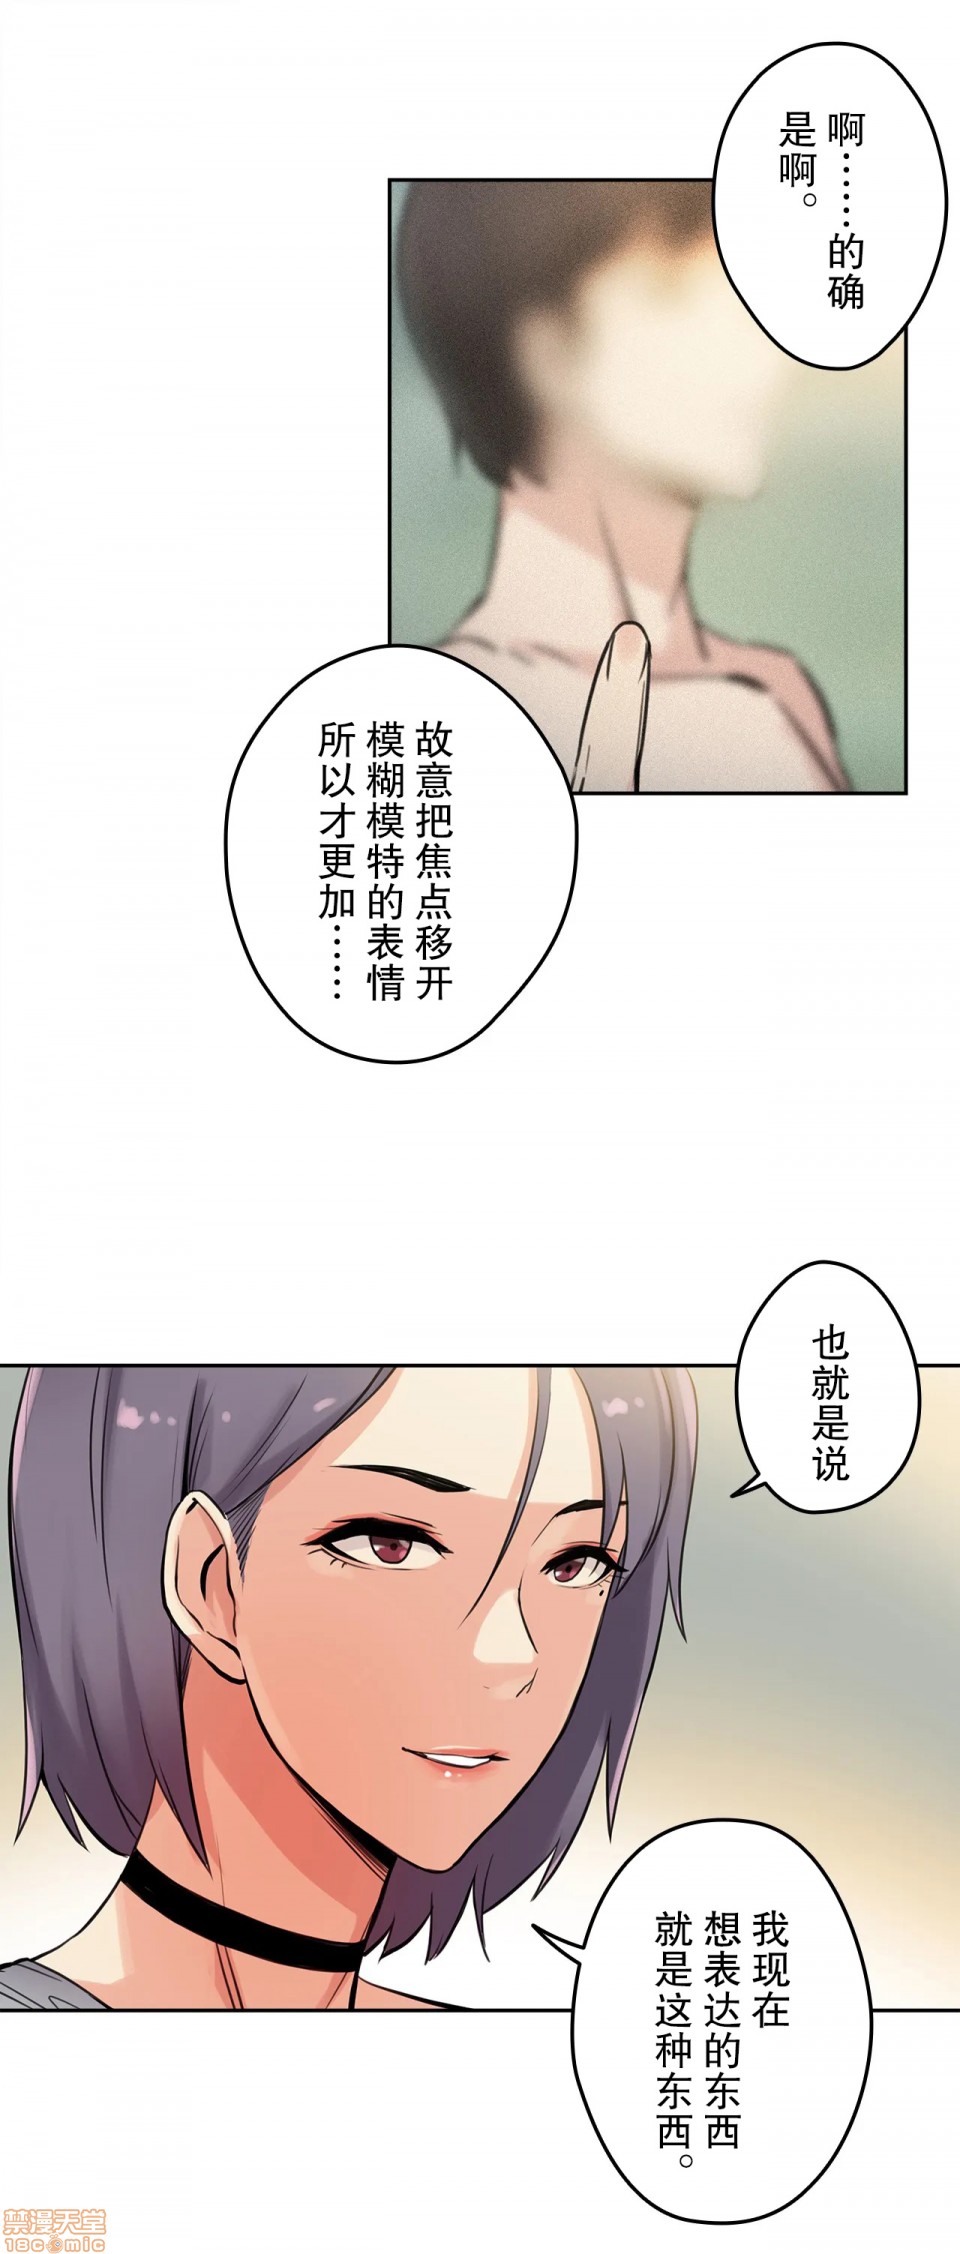 啊……的确
是啊。
故意把焦点移开
模糊模特的表情
所以才更加……
也就是说
我现在
想表达的东西
就是这种东西。
禁漫天堂
18comic